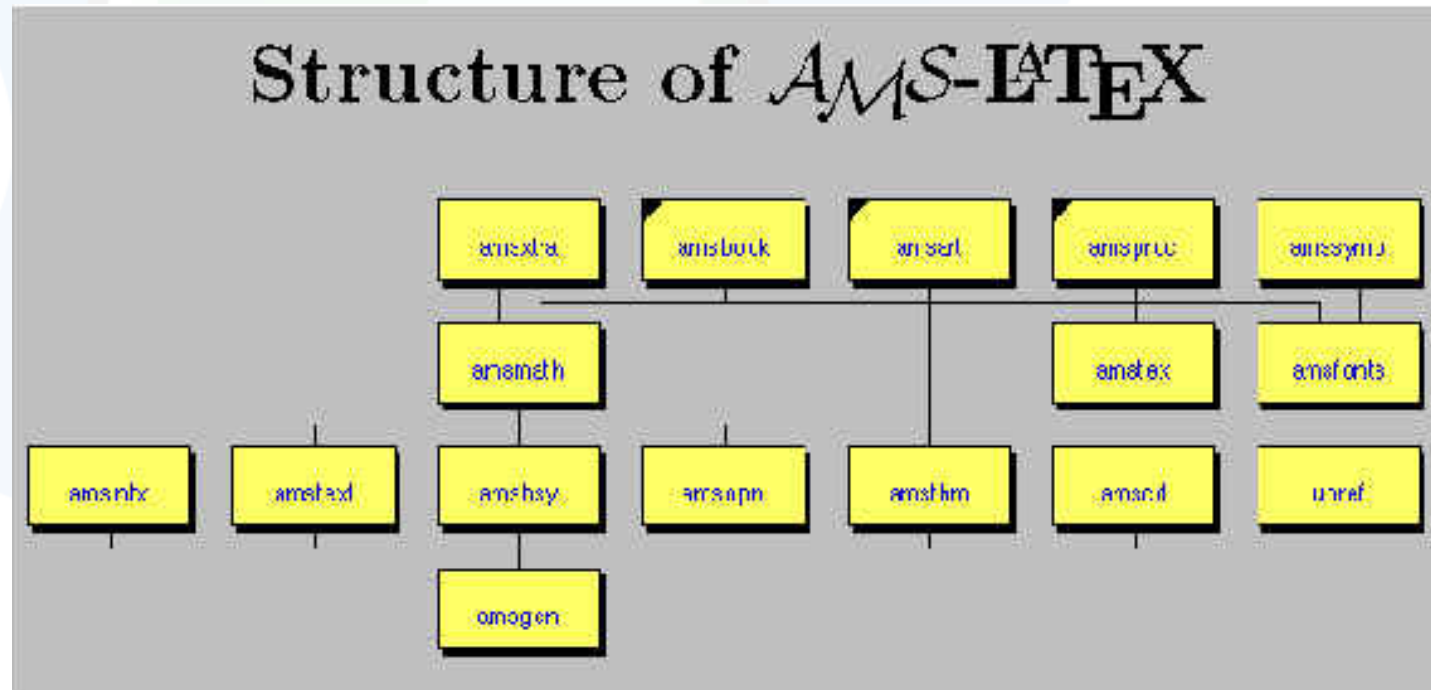 Structure of AMS-LATEX
amsxtra amsbook amsart amsproc amssymb
amsmath amstex amsfonts
amsintx amstext amsbsy amsopn amsthm amscd upref
amsgen